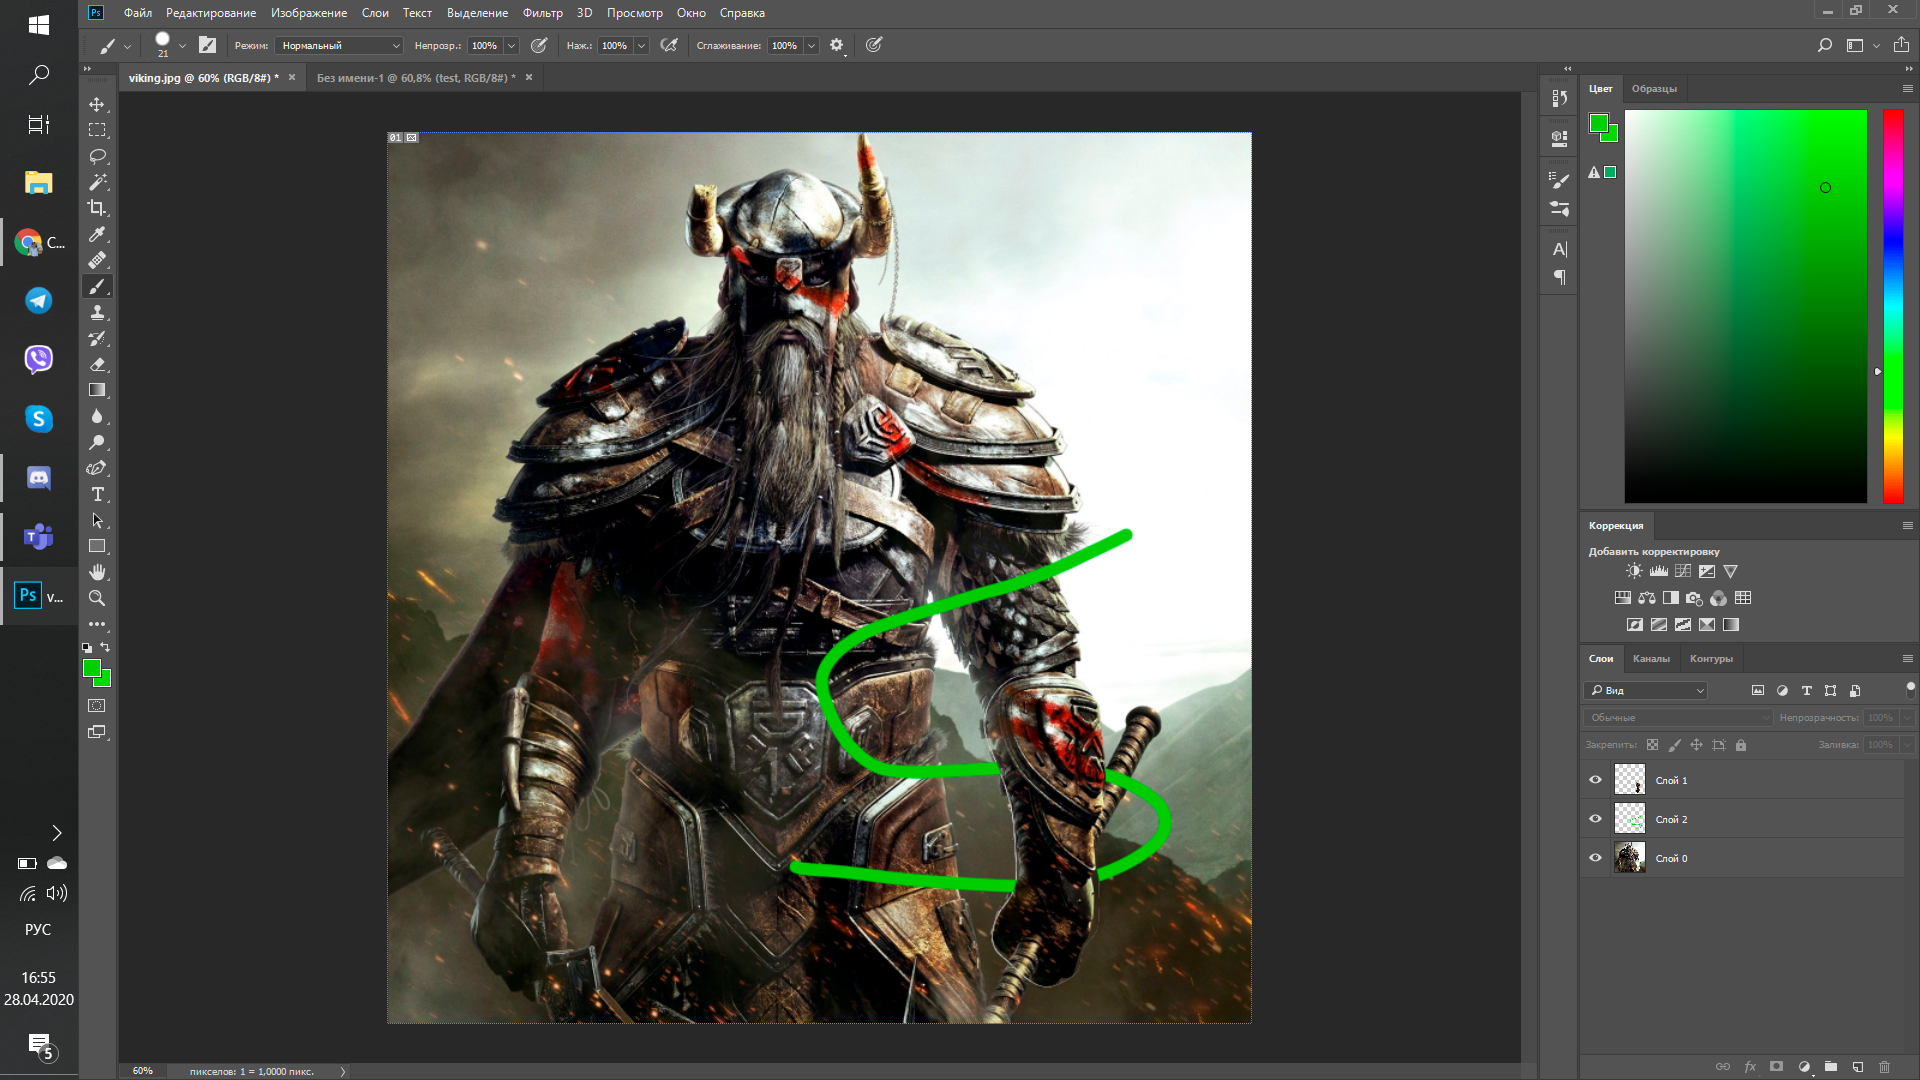 Ps
Файл Редактирование Изображение Слои Текст Выделение Фильтр 3D Просмотр Окно Справка
21
Режим: Нормальный Непрозр.: 100% Наж.: 100% Сглаживание: 100%
viking.jpg @ 60% (RGB/8#) * × Без имени-1 @ 60,8% (test, RGB/8#) * ×
01
Цвет Образцы
C...
S
T
Ps v...
A|
Коррекция
Добавить корректировку
Слои Каналы Контуры
Вид
Обычные Непрозрачность: 100%
Закрепить: Заливка: 100%
Слой 1
Слой 2
Слой 0
fx
РУС
16:55
28.04.2020
5
60% пикселов: 1 = 1,0000 пикс.